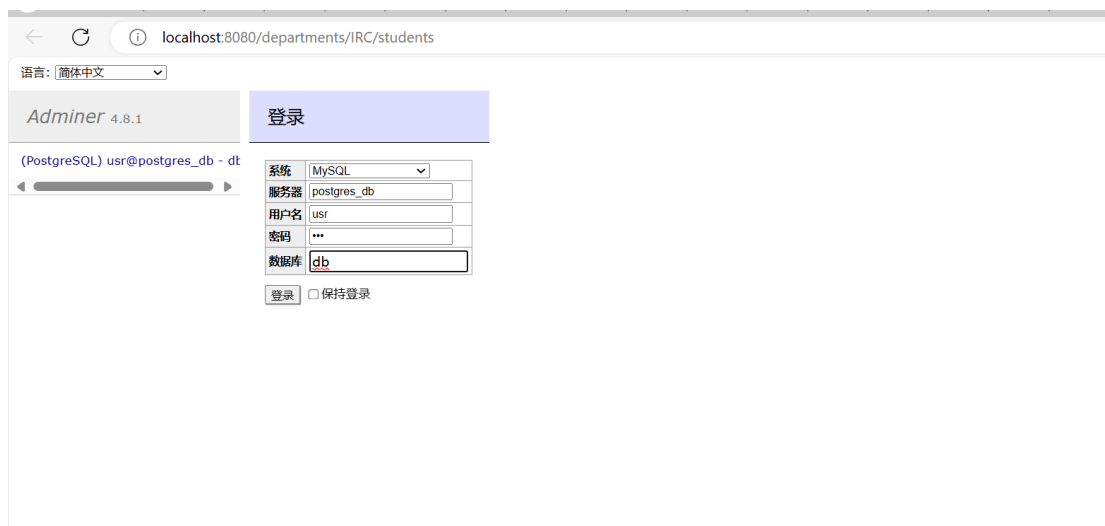 localhost:8080/departments/IRC/students
语言: 简体中文
Adminer 4.8.1
登录
(PostgreSQL) usr@postgres_db - db
系统 MySQL
服务器 postgres_db
用户名 usr
密码 •••
数据库 db
登录 保持登录